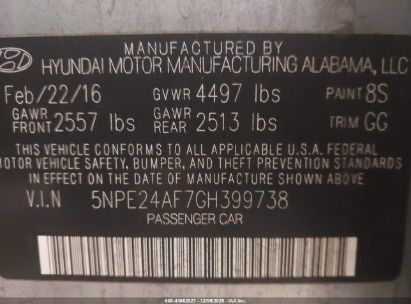 MANUFACTURED BY
HYUNDAI MOTOR MANUFACTURING ALABAMA, LLC
Feb/22/16 GVWR 4497 lbs PAINT 8S
GAWR FRONT 2557 lbs GAWR REAR 2513 lbs TRIM GG
THIS VEHICLE CONFORMS TO ALL APPLICABLE U.S.A. FEDERAL
MOTOR VEHICLE SAFETY, BUMPER, AND THEFT PREVENTION STANDARDS
IN EFFECT ON THE DATE OF MANUFACTURE SHOWN ABOVE.
V.I.N 5NPE24AF7GH399738
PASSENGER CAR